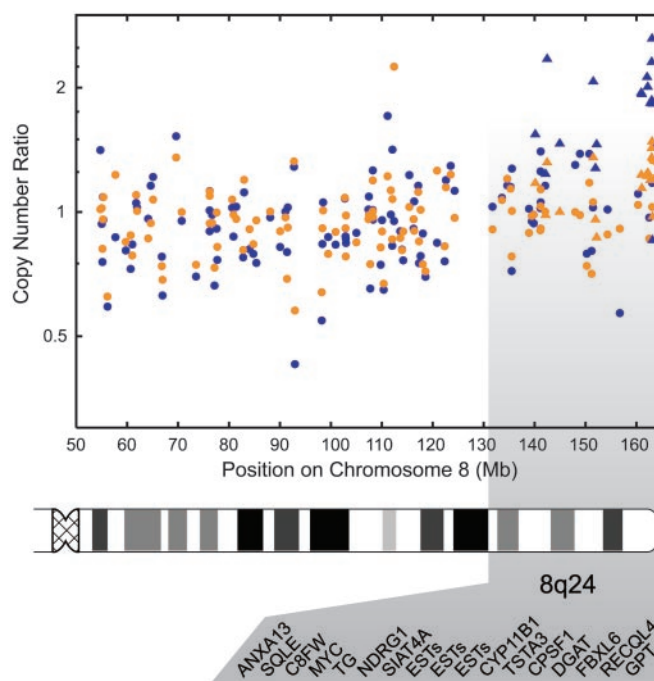 2
1
0.5
Copy Number Ratio
50 60 70 80 90 100 110 120 130 140 150 160
Position on Chromosome 8 (Mb)
8q24
ANXA13
SQLE
C8FW
MYC
TG
NDRG1
SIAT4A
ESTs
ESTs
ESTs
CYP11B1
TSTA3
CPSF1
DGAT
FBXL6
RECQL4
GPT